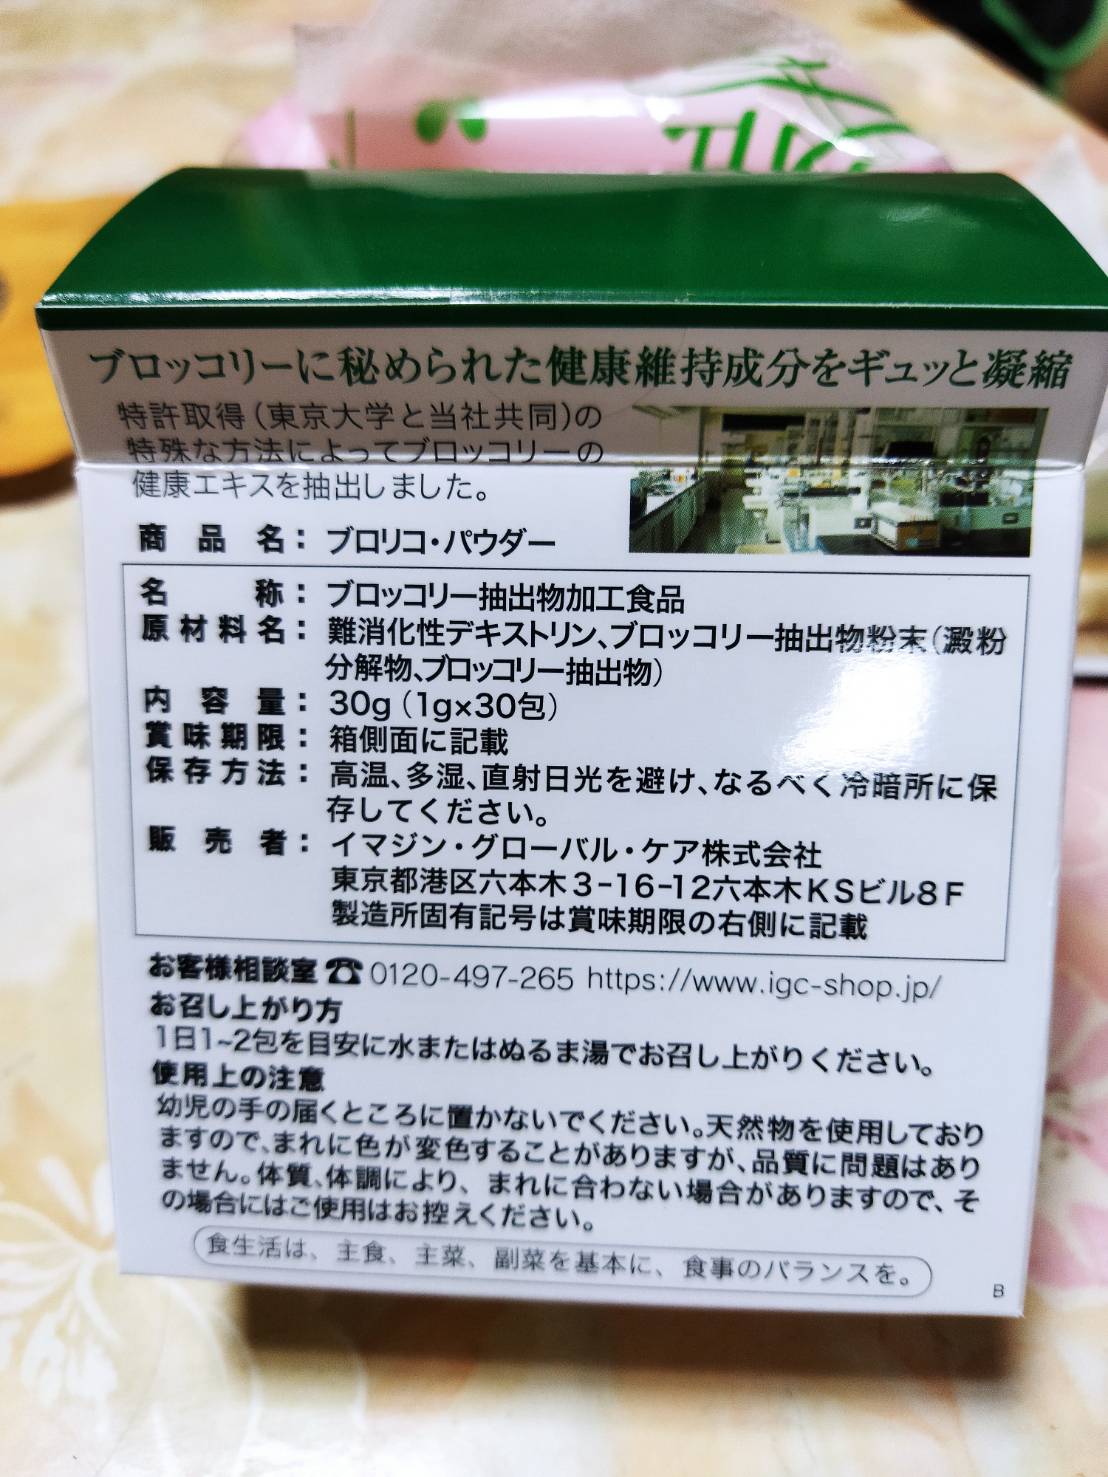 ブロッコリーに秘められた健康維持成分をギュッと凝縮
特許取得(東京大学と当社共同)の
特殊な方法によってブロッコリーの
健康エキスを抽出しました。
商品名：ブロリコ・パウダー
名称：ブロッコリー抽出物加工食品
原材料名：難消化性デキストリン、ブロッコリー抽出物粉末(澱粉
分解物、ブロッコリー抽出物)
内容量：30g(1g×30包)
賞味期限：箱側面に記載
保存方法：高温、多湿、直射日光を避け、なるべく冷暗所に保
存してください。
販売者：イマジン・グローバル・ケア株式会社
東京都港区六本木3-16-12六本木KSビル8F
製造所固有記号は賞味期限の右側に記載
お客様相談室☎0120-497-265 https://www.igc-shop.jp/
お召し上がり方
1日1~2包を目安に水またはぬるま湯でお召し上がりください。
使用上の注意
幼児の手の届くところに置かないでください。天然物を使用しており
ますので、まれに色が変色することがありますが、品質に問題はあり
ません。体質、体調により、まれに合わない場合がありますので、そ
の場合にはご使用はお控えください。
食生活は、主食、主菜、副菜を基本に、食事のバランスを。
B